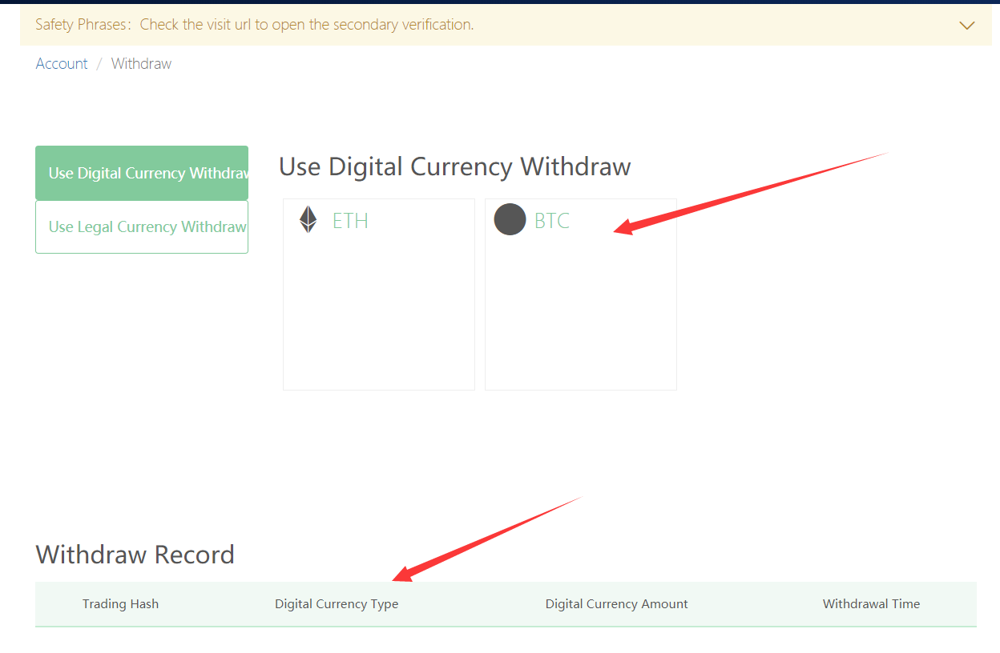 Safety Phrases：Check the visit url to open the secondary verification.
Account / Withdraw
Use Digital Currency Withdraw
Use Legal Currency Withdraw
Use Digital Currency Withdraw
ETH
BTC
Withdraw Record
Trading Hash Digital Currency Type Digital Currency Amount Withdrawal Time